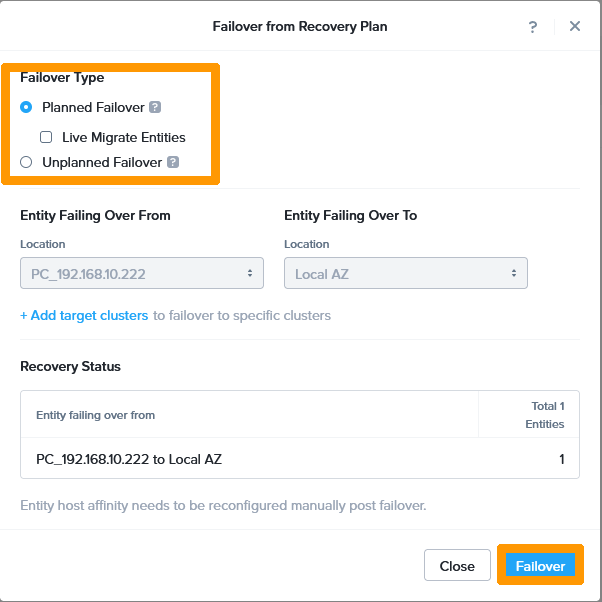 Failover from Recovery Plan
?
Failover Type
Planned Failover ?
Live Migrate Entities
Unplanned Failover ?
Entity Failing Over From
Entity Failing Over To
Location
Location
PC_192.168.10.222
Local AZ
+ Add target clusters to failover to specific clusters
Recovery Status
Entity failing over from
Total 1
Entities
PC_192.168.10.222 to Local AZ
1
Entity host affinity needs to be reconfigured manually post failover.
Close
Failover